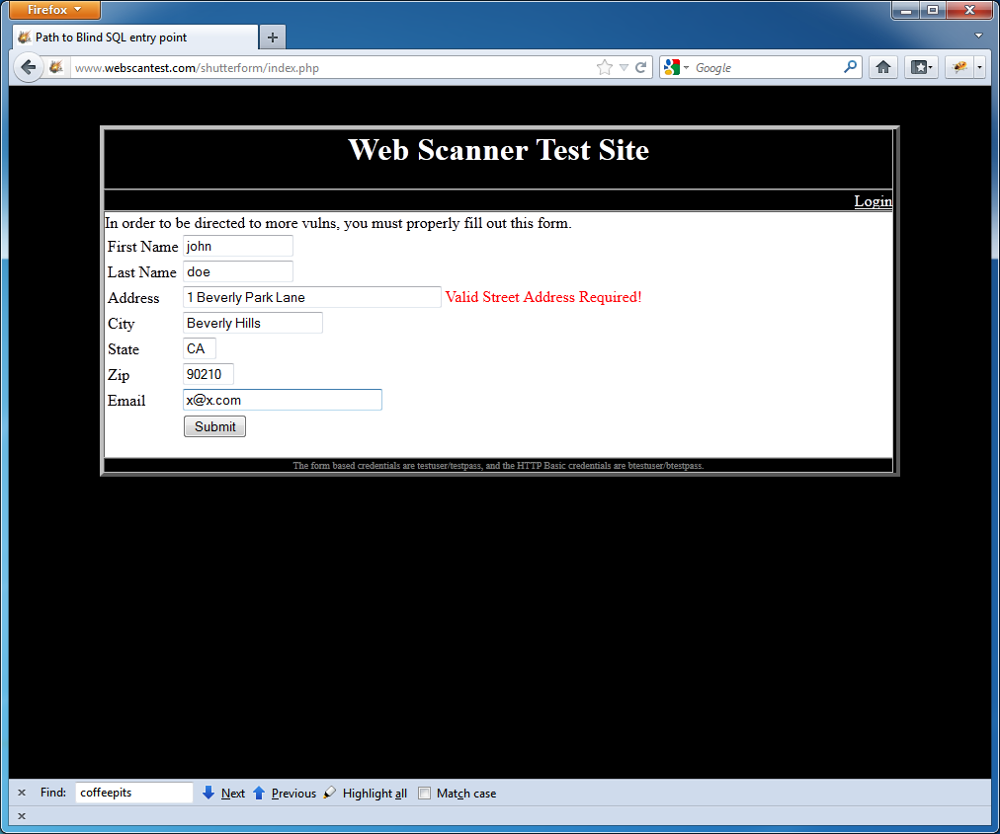 Firefox
Path to Blind SQL entry point
www.webscantest.com/shutterform/index.php
Google
Web Scanner Test Site
Login
In order to be directed to more vulns, you must properly fill out this form.
First Name john
Last Name doe
Address 1 Beverly Park Lane Valid Street Address Required!
City Beverly Hills
State CA
Zip 90210
Email x@x.com
Submit
The form based credentials are testuser/testpass, and the HTTP Basic credentials are btestuser/btestpass.
Find: coffeepits Next Previous Highlight all Match case